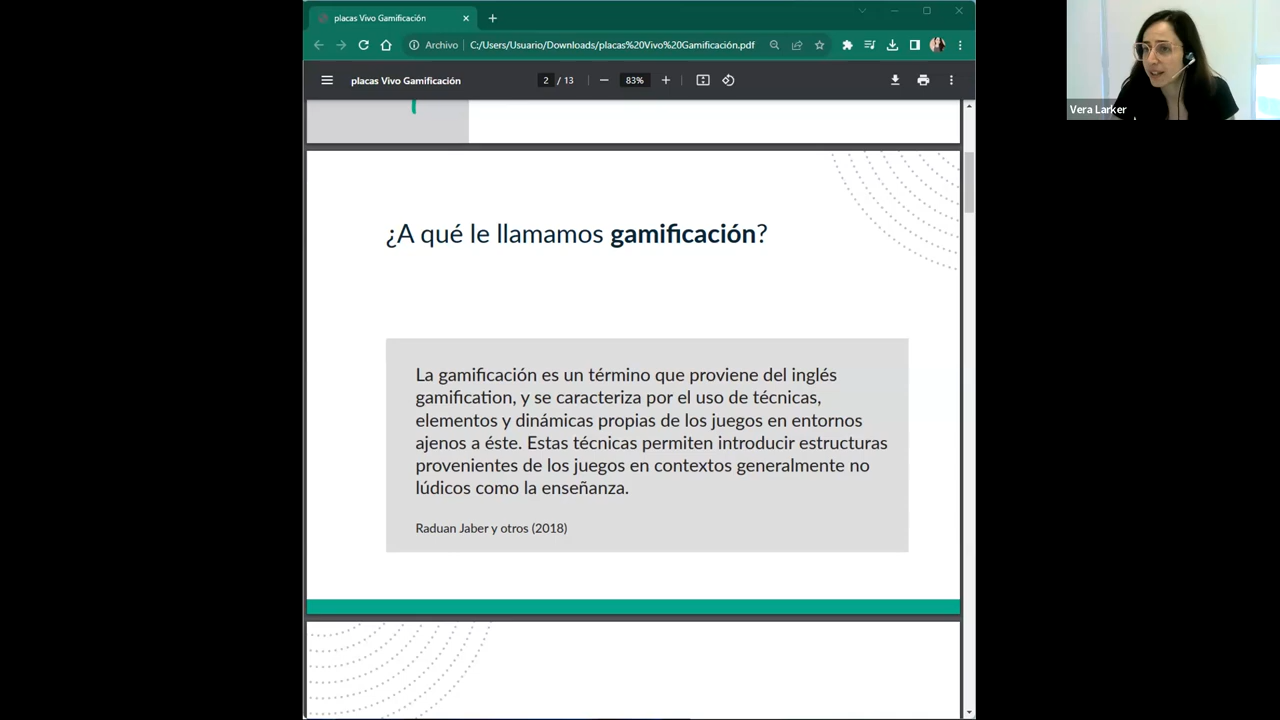 placas Vivo Gamificación
Archivo C:/Users/Usuario/Downloads/placas%20Vivo%20Gamificación.pdf
placas Vivo Gamificación 2 / 13 83%
Vera Larker
¿A qué le llamamos gamificación?
La gamificación es un término que proviene del inglés
gamification, y se caracteriza por el uso de técnicas,
elementos y dinámicas propias de los juegos en entornos
ajenos a éste. Estas técnicas permiten introducir estructuras
provenientes de los juegos en contextos generalmente no
lúdicos como la enseñanza.
Raduan Jaber y otros (2018)